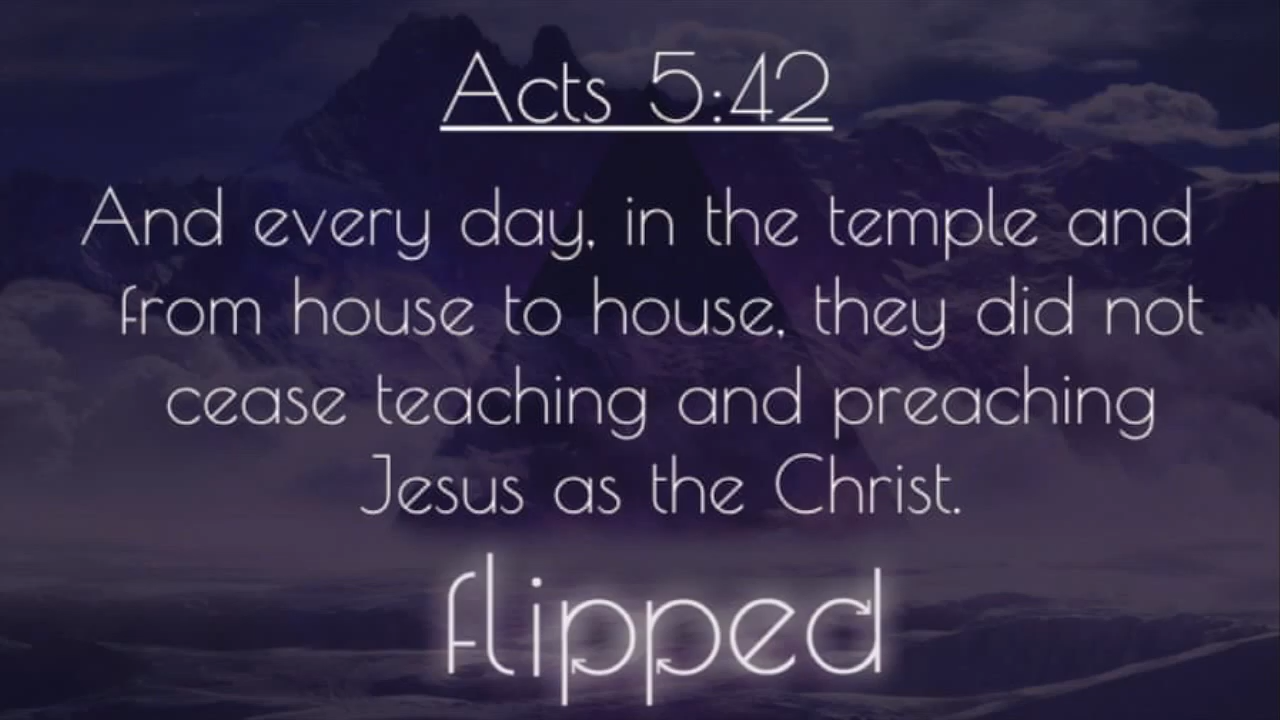 Acts 5:42
And every day, in the temple and
from house to house, they did not
cease teaching and preaching
Jesus as the Christ.
flipped